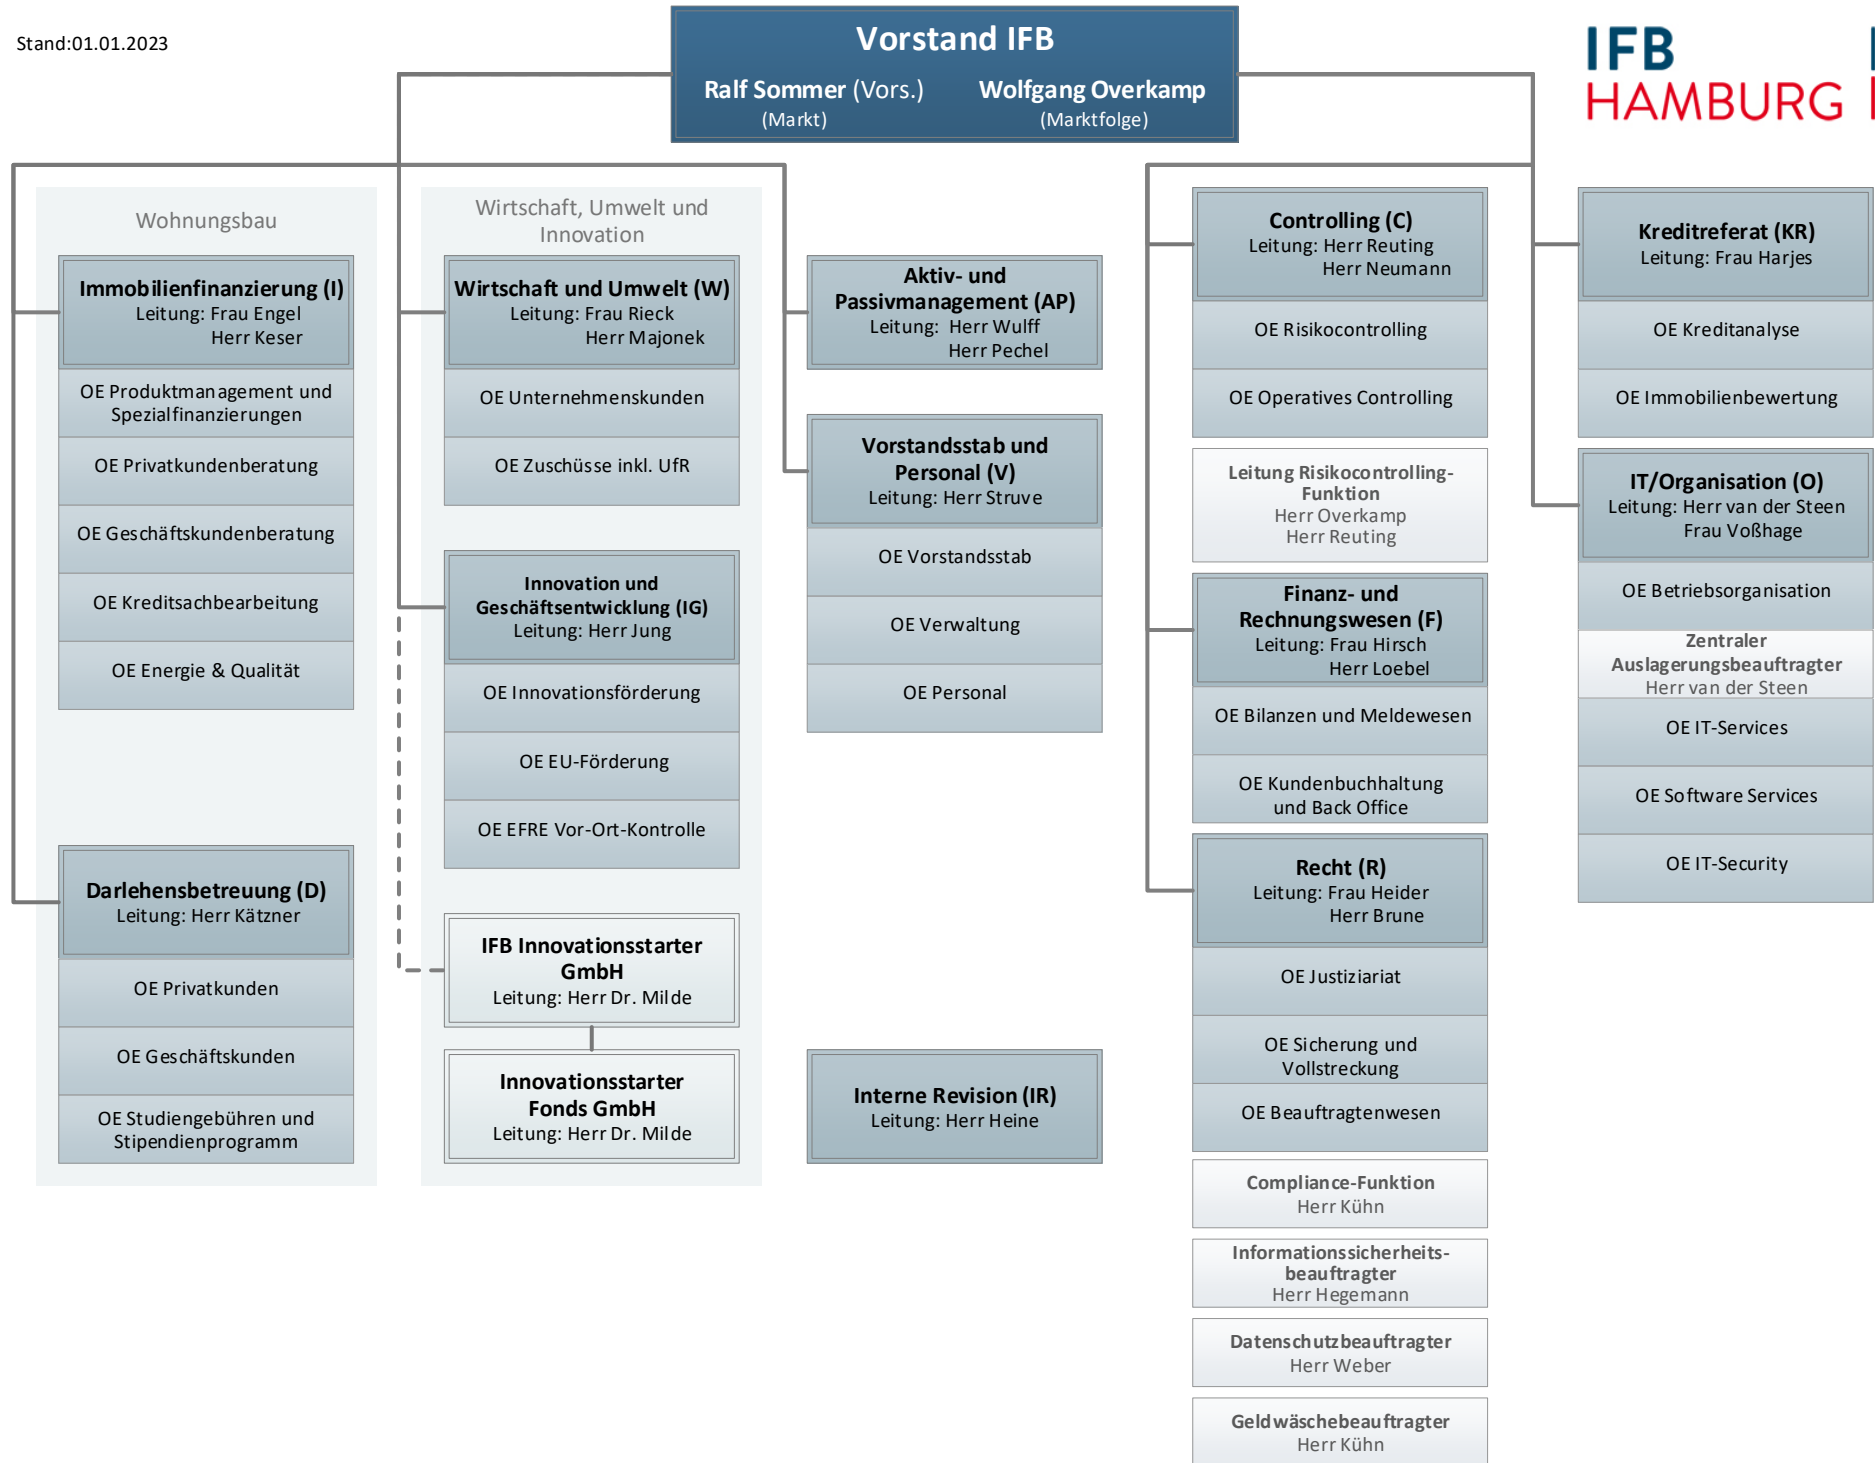 Stand:01.01.2023
Vorstand IFB
Ralf Sommer (Vors.)
(Markt)
Wolfgang Overkamp
(Marktfolge)
IFB
HAMBURG
Wohnungsbau
Immobilienfinanzierung (I)
Leitung: Frau Engel
Herr Keser
OE Produktmanagement und
Spezialfinanzierungen
OE Privatkundenberatung
OE Geschäftskundenberatung
OE Kreditsachbearbeitung
OE Energie & Qualität
Darlehensbetreuung (D)
Leitung: Herr Kätzner
OE Privatkunden
OE Geschäftskunden
OE Studiengebühren und
Stipendienprogramm
Wirtschaft, Umwelt und
Innovation
Wirtschaft und Umwelt (W)
Leitung: Frau Rieck
Herr Majonek
OE Unternehmenskunden
OE Zuschüsse inkl. UfR
Innovation und
Geschäftsentwicklung (IG)
Leitung: Herr Jung
OE Innovationsförderung
OE EU-Förderung
OE EFRE Vor-Ort-Kontrolle
IFB Innovationsstarter
GmbH
Leitung: Herr Dr. Milde
Innovationsstarter
Fonds GmbH
Leitung: Herr Dr. Milde
Aktiv- und
Passivmanagement (AP)
Leitung: Herr Wulff
Herr Pechel
Vorstandsstab und
Personal (V)
Leitung: Herr Struve
OE Vorstandsstab
OE Verwaltung
OE Personal
Interne Revision (IR)
Leitung: Herr Heine
Controlling (C)
Leitung: Herr Reuting
Herr Neumann
OE Risikocontrolling
OE Operatives Controlling
Leitung Risikocontrolling-
Funktion
Herr Overkamp
Herr Reuting
Finanz- und
Rechnungswesen (F)
Leitung: Frau Hirsch
Herr Loebel
OE Bilanzen und Meldewesen
OE Kundenbuchhaltung
und Back Office
Recht (R)
Leitung: Frau Heider
Herr Brune
OE Justiziariat
OE Sicherung und
Vollstreckung
OE Beauftragtenwesen
Compliance-Funktion
Herr Kühn
Informationssicherheits-
beauftragter
Herr Hegemann
Datenschutzbeauftragter
Herr Weber
Geldwäschebeauftragter
Herr Kühn
Kreditreferat (KR)
Leitung: Frau Harjes
OE Kreditanalyse
OE Immobilienbewertung
IT/Organisation (O)
Leitung: Herr van der Steen
Frau Voßhage
OE Betriebsorganisation
Zentraler
Auslagerungsbeauftragter
Herr van der Steen
OE IT-Services
OE Software Services
OE IT-Security